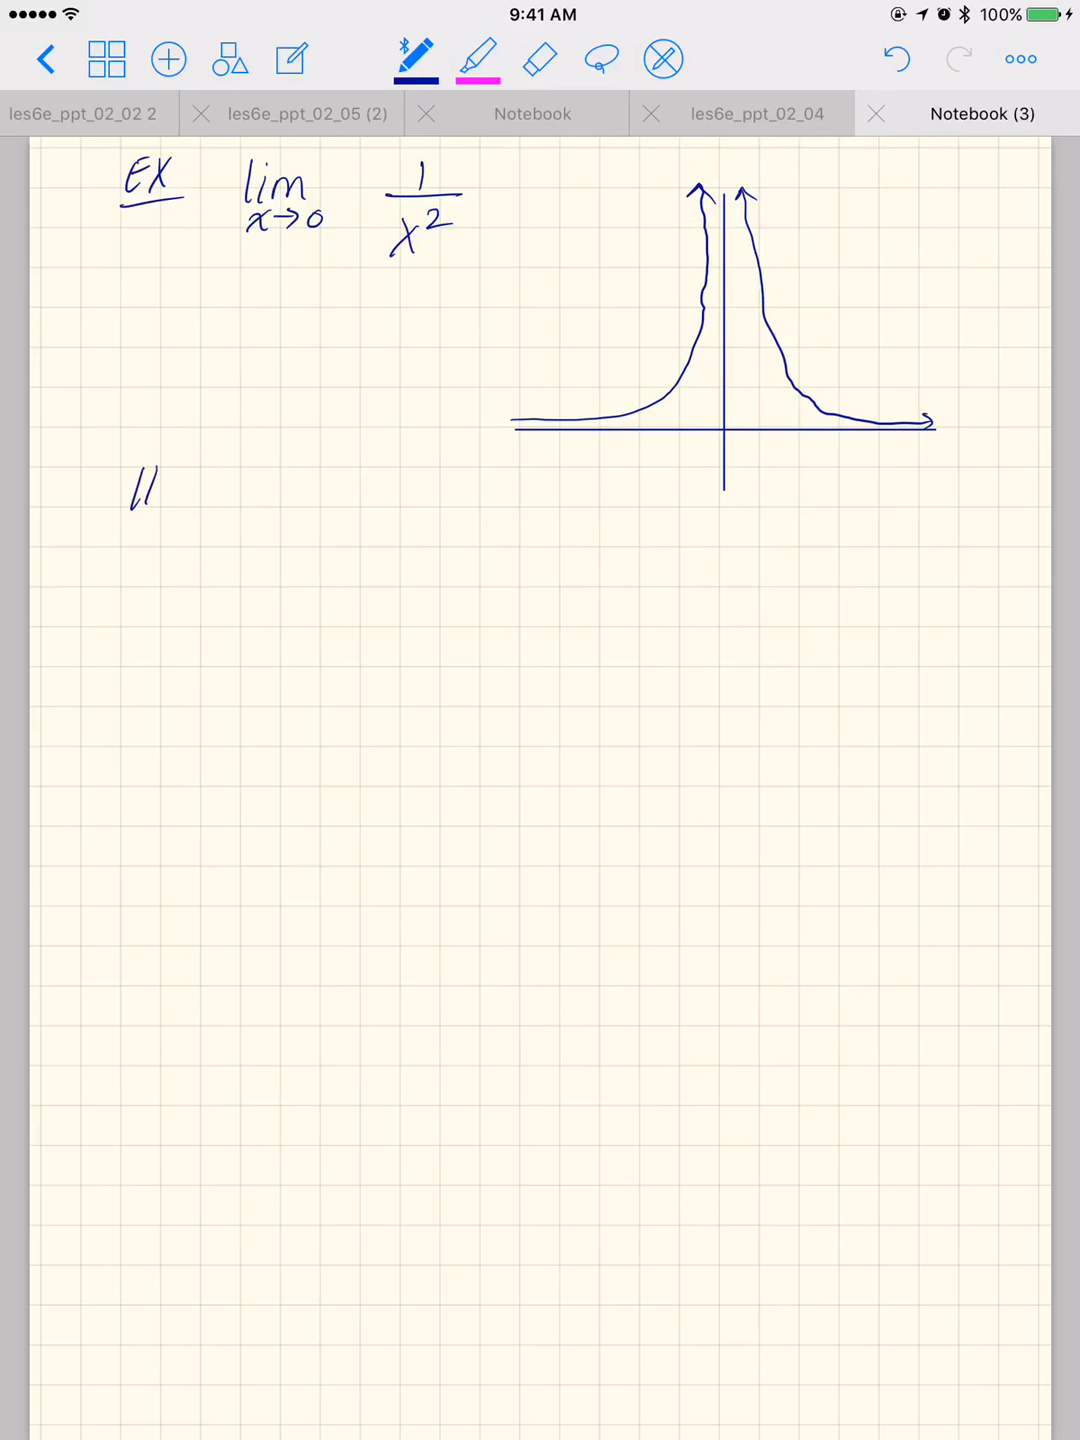 9:41 AM 100%
les6e_ppt_02_02 2 les6e_ppt_02_05 (2) Notebook les6e_ppt_02_04 Notebook (3)
EX lim x→0 1/x²